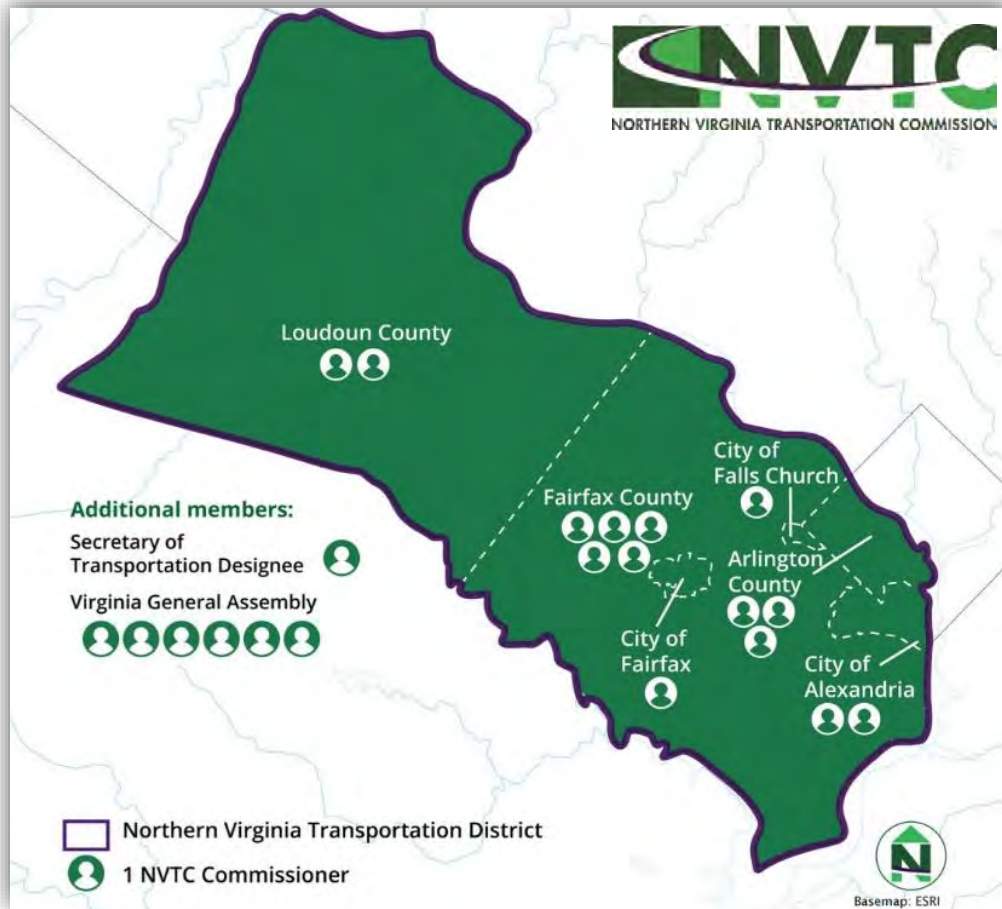 NVTC
NORTHERN VIRGINIA TRANSPORTATION COMMISSION
Loudoun County
City of
Falls Church
Fairfax County
Arlington
County
City of
Fairfax
City of
Alexandria
Additional members:
Secretary of
Transportation Designee
Virginia General Assembly
Northern Virginia Transportation District
1 NVTC Commissioner
N
Basemap: ESRI